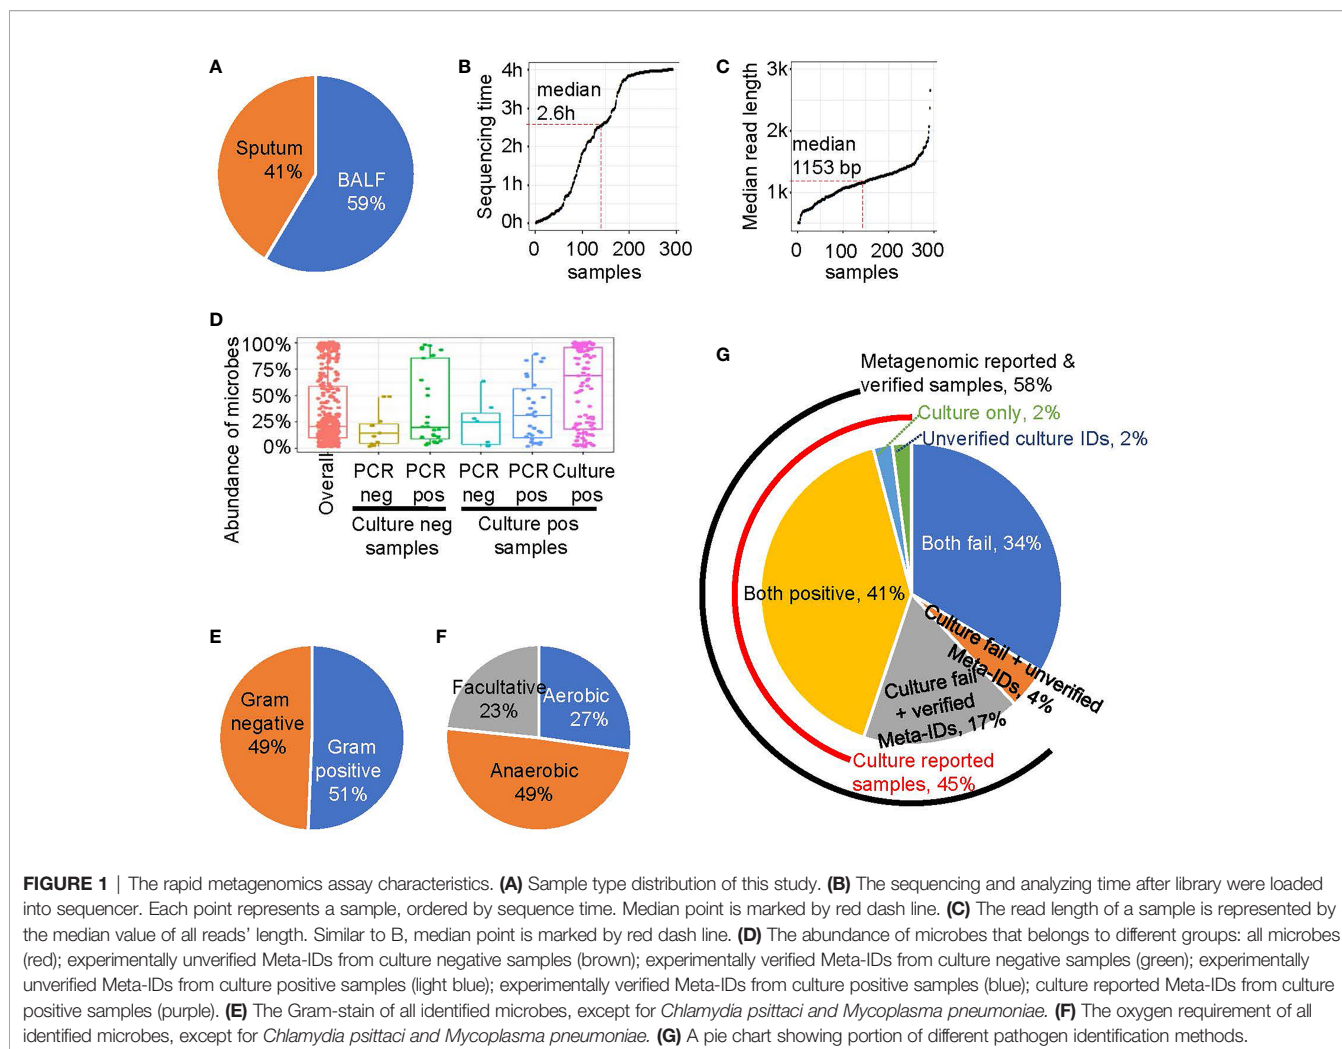 A
Sputum
41%
BALF
59%
B
Sequencing time
4h
3h
2h
1h
0h
median
2.6h
0 100 200 300
samples
C
Median read length
3k
2k
1k
median
1153 bp
0 100 200 300
samples
D
Abundance of microbes
100%
75%
50%
25%
0%
Overall
PCR neg
PCR pos
PCR neg
PCR pos
Culture pos
Culture neg
samples
Culture pos
samples
E
Gram
negative
49%
Gram
positive
51%
F
Facultative
23%
Aerobic
27%
Anaerobic
49%
G
Metagenomic reported &
verified samples, 58%
Culture only, 2%
Unverified culture IDs, 2%
Both fail, 34%
Both positive, 41%
Culture fail + unverified
Meta-IDs, 4%
Culture fail
+ verified
Meta-IDs, 17%
Culture reported
samples, 45%
FIGURE 1 | The rapid metagenomics assay characteristics. (A) Sample type distribution of this study. (B) The sequencing and analyzing time after library were loaded
into sequencer. Each point represents a sample, ordered by sequence time. Median point is marked by red dash line. (C) The read length of a sample is represented by
the median value of all reads' length. Similar to B, median point is marked by red dash line. (D) The abundance of microbes that belongs to different groups: all microbes
(red); experimentally unverified Meta-IDs from culture negative samples (brown); experimentally verified Meta-IDs from culture negative samples (green); experimentally
unverified Meta-IDs from culture positive samples (light blue); experimentally verified Meta-IDs from culture positive samples (blue); culture reported Meta-IDs from culture
positive samples (purple). (E) The Gram-stain of all identified microbes, except for Chlamydia psittaci and Mycoplasma pneumoniae. (F) The oxygen requirement of all
identified microbes, except for Chlamydia psittaci and Mycoplasma pneumoniae. (G) A pie chart showing portion of different pathogen identification methods.